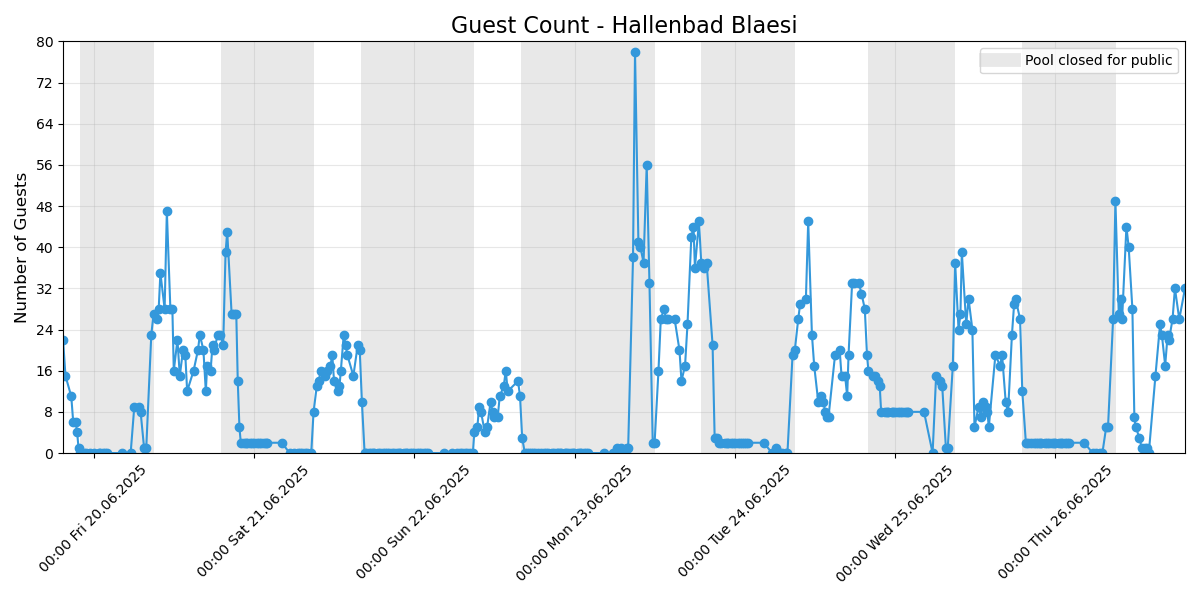 Guest Count - Hallenbad Blaesi
Number of Guests
80
72
64
56
48
40
32
24
16
8
0
Pool closed for public
00:00 Fri 20.06.2025
00:00 Sat 21.06.2025
00:00 Sun 22.06.2025
00:00 Mon 23.06.2025
00:00 Tue 24.06.2025
00:00 Wed 25.06.2025
00:00 Thu 26.06.2025